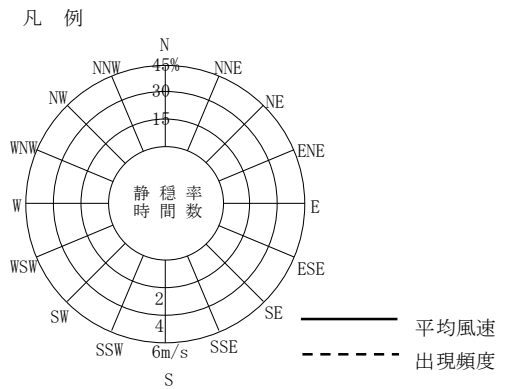 凡 例
N
NNW 45% NNE
NW 30 NE
15
WNW ENE
静 穏 率
時 間 数
W E
WSW ESE
2
SW 4 SE
SSW 6m/s SSE
S
平均風速
出現頻度